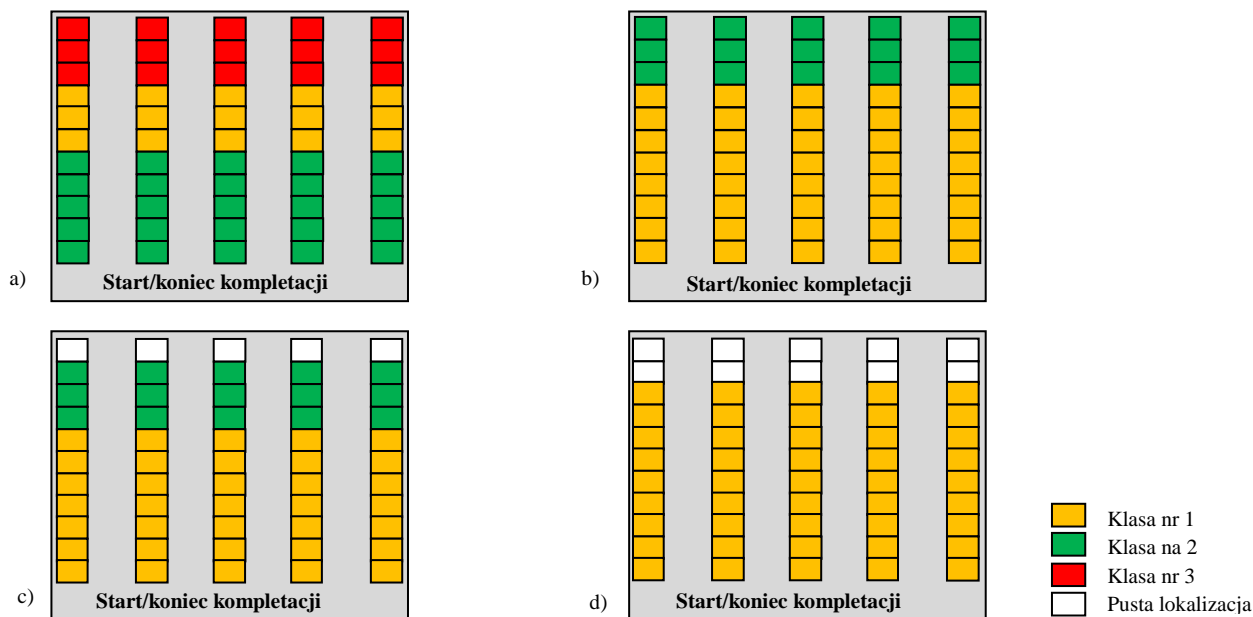 a)
Start/koniec kompletacji
b)
Start/koniec kompletacji
c)
Start/koniec kompletacji
d)
Start/koniec kompletacji
Klasa nr 1
Klasa na 2
Klasa nr 3
Pusta lokalizacja